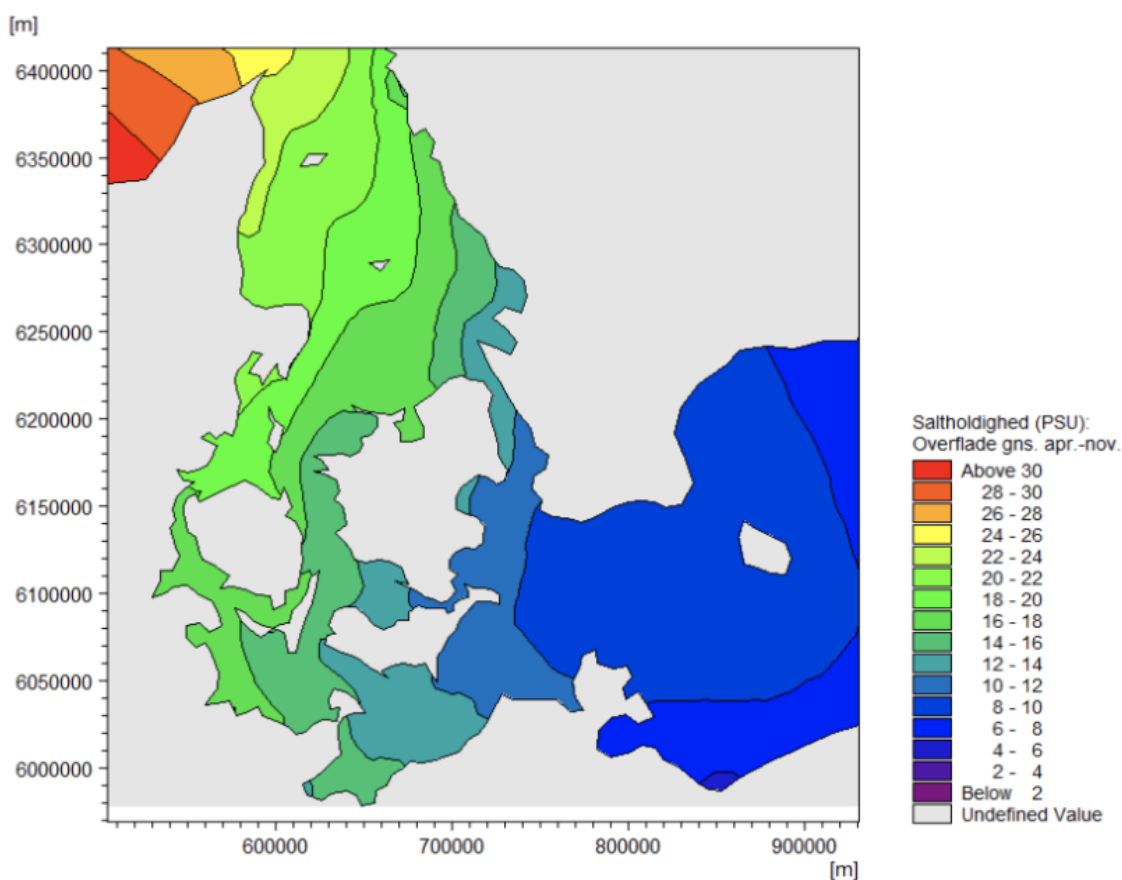 [m]
6400000
6350000
6300000
6250000
6200000
6150000
6100000
6050000
6000000
600000 700000 800000 900000
[m]
Saltholdighed (PSU):
Overflade gns. apr.-nov.
Above 30
28 - 30
26 - 28
24 - 26
22 - 24
20 - 22
18 - 20
16 - 18
14 - 16
12 - 14
10 - 12
8 - 10
6 - 8
4 - 6
2 - 4
Below 2
Undefined Value